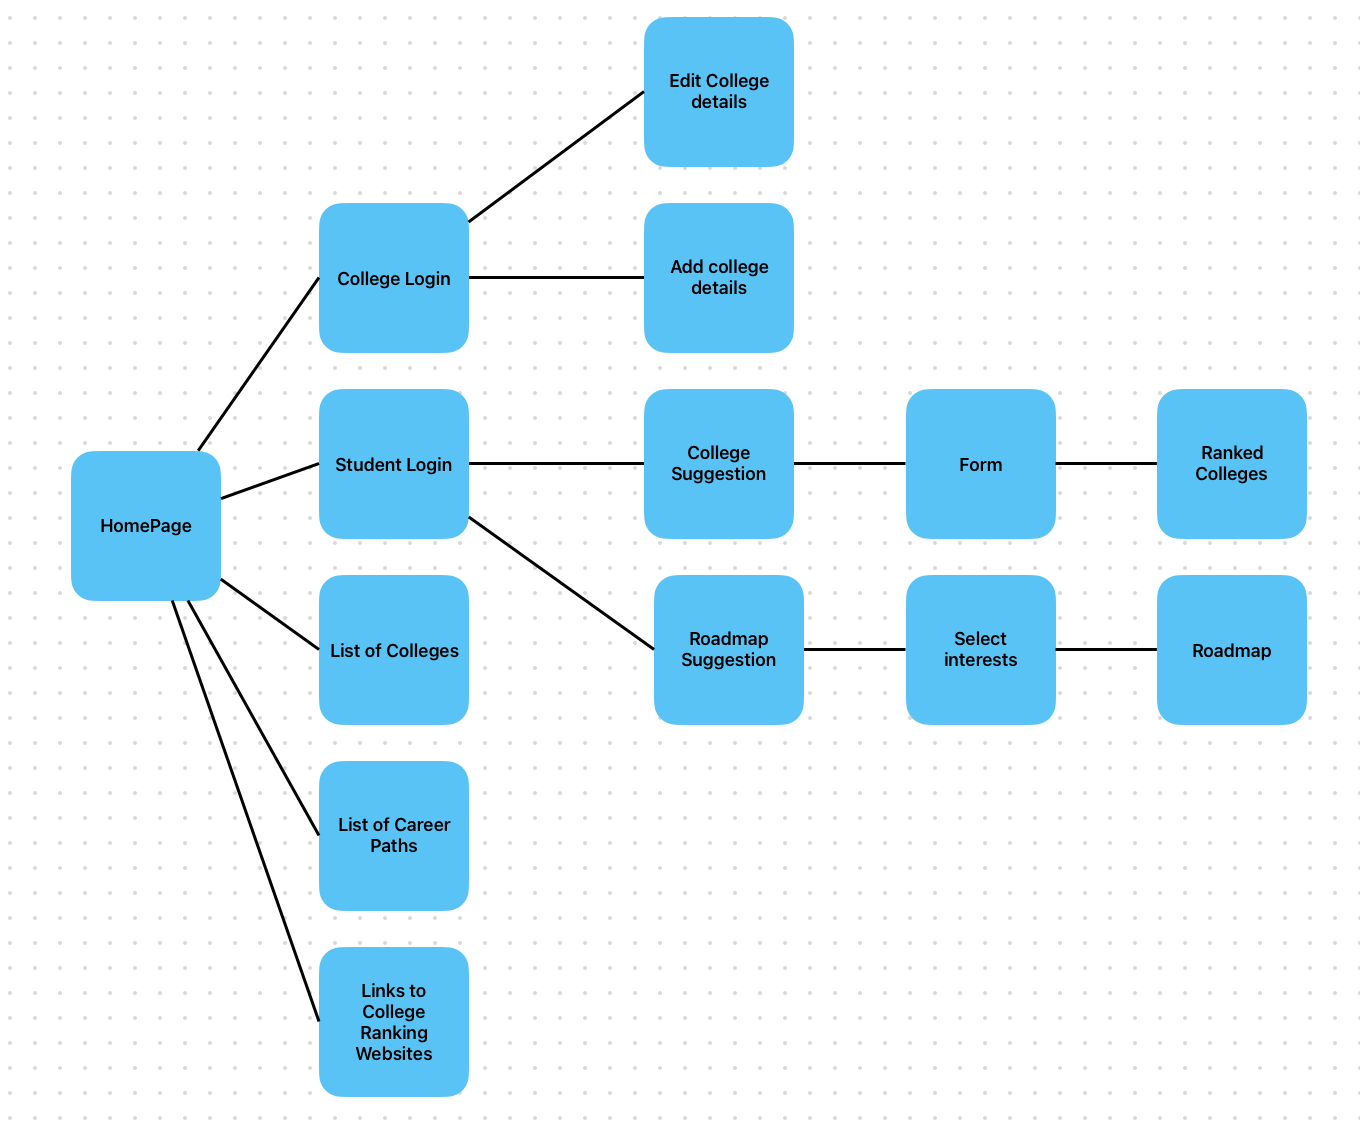 Edit College
details
College Login
Add college
details
Student Login
College
Suggestion
Form
Ranked
Colleges
HomePage
List of Colleges
Roadmap
Suggestion
Select
interests
Roadmap
List of Career
Paths
Links to
College
Ranking
Websites